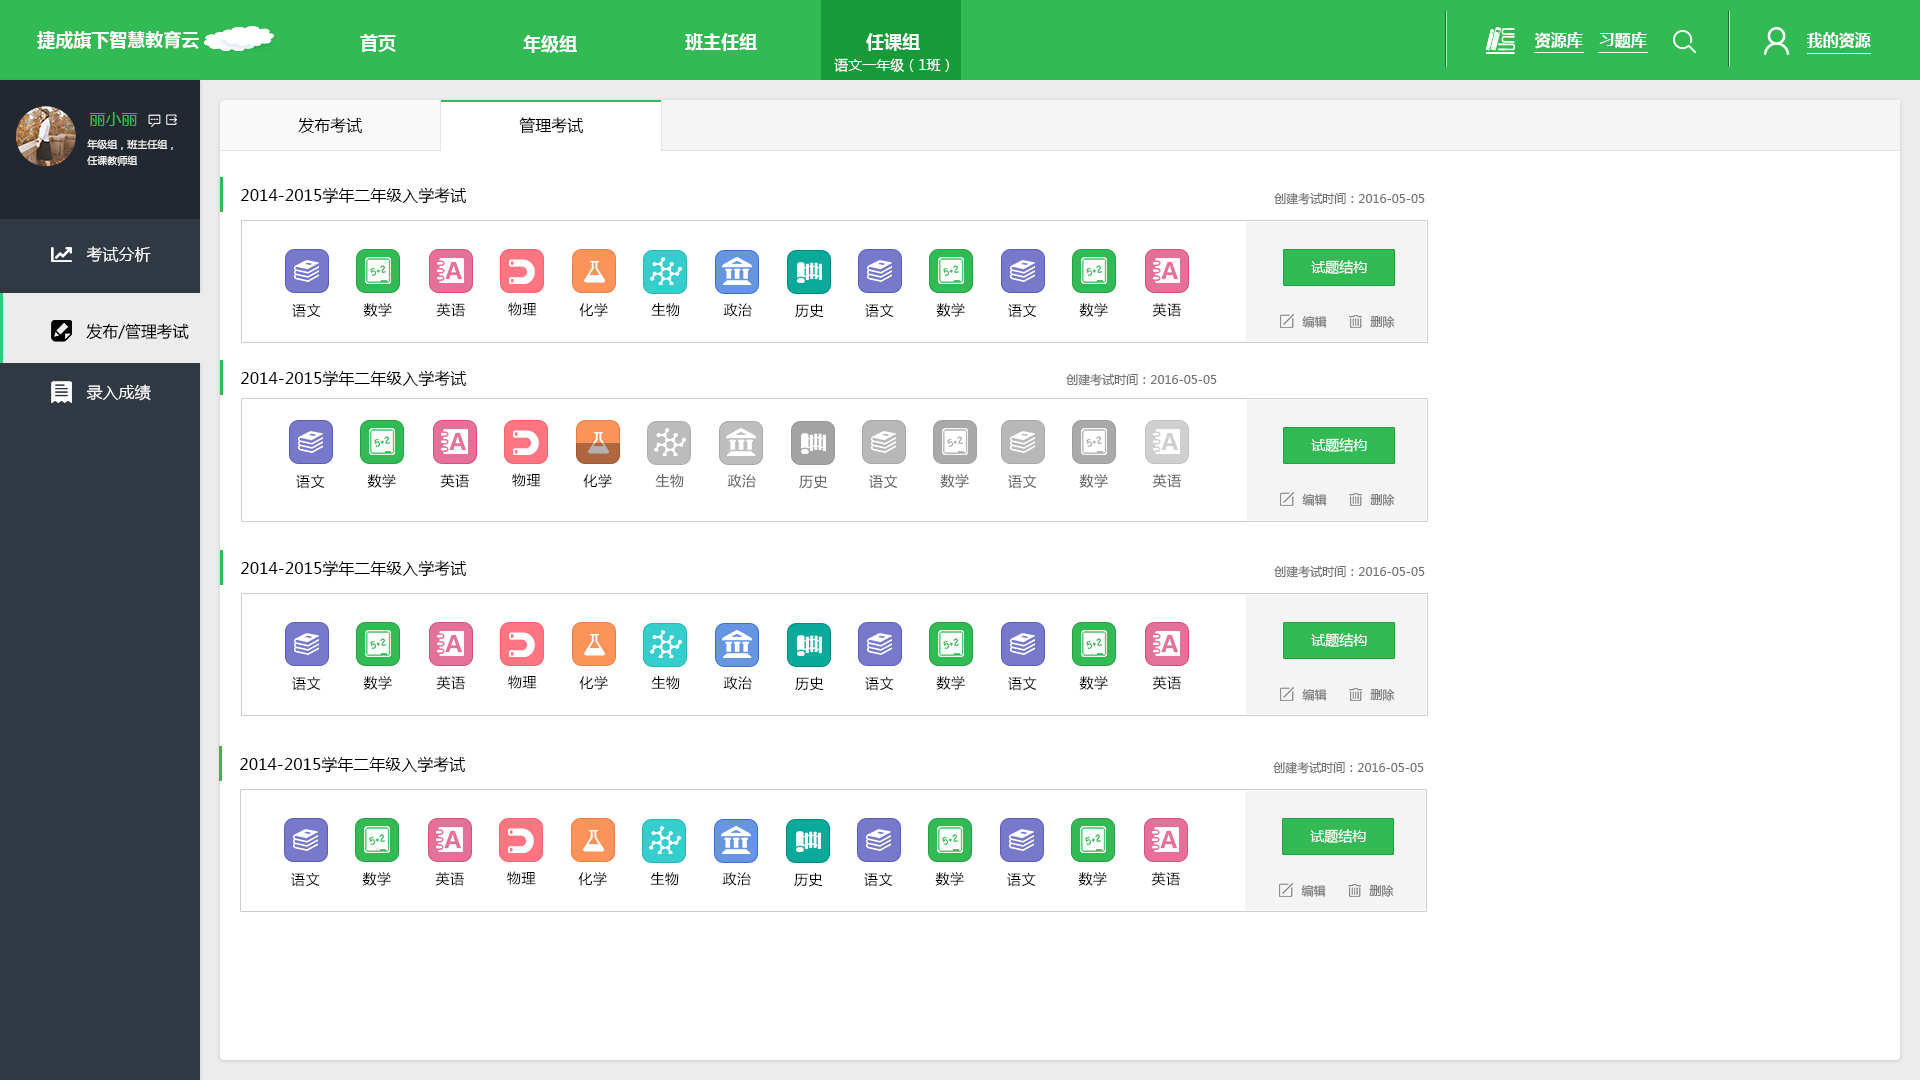 捷成旗下智慧教育云
首页
年级组
班主任组
任课组
语文一年级（1班）
资源库
习题库
我的资源
丽小丽
年级组，班主任组，
任课教师组
考试分析
发布/管理考试
录入成绩
发布考试
管理考试
2014-2015学年二年级入学考试
创建考试时间：2016-05-05
语文 数学 英语 物理 化学 生物 政治 历史 语文 数学 语文 数学 英语
试题结构
编辑 删除
2014-2015学年二年级入学考试
创建考试时间：2016-05-05
语文 数学 英语 物理 化学 生物 政治 历史 语文 数学 语文 数学 英语
试题结构
编辑 删除
2014-2015学年二年级入学考试
创建考试时间：2016-05-05
语文 数学 英语 物理 化学 生物 政治 历史 语文 数学 语文 数学 英语
试题结构
编辑 删除
2014-2015学年二年级入学考试
创建考试时间：2016-05-05
语文 数学 英语 物理 化学 生物 政治 历史 语文 数学 语文 数学 英语
试题结构
编辑 删除